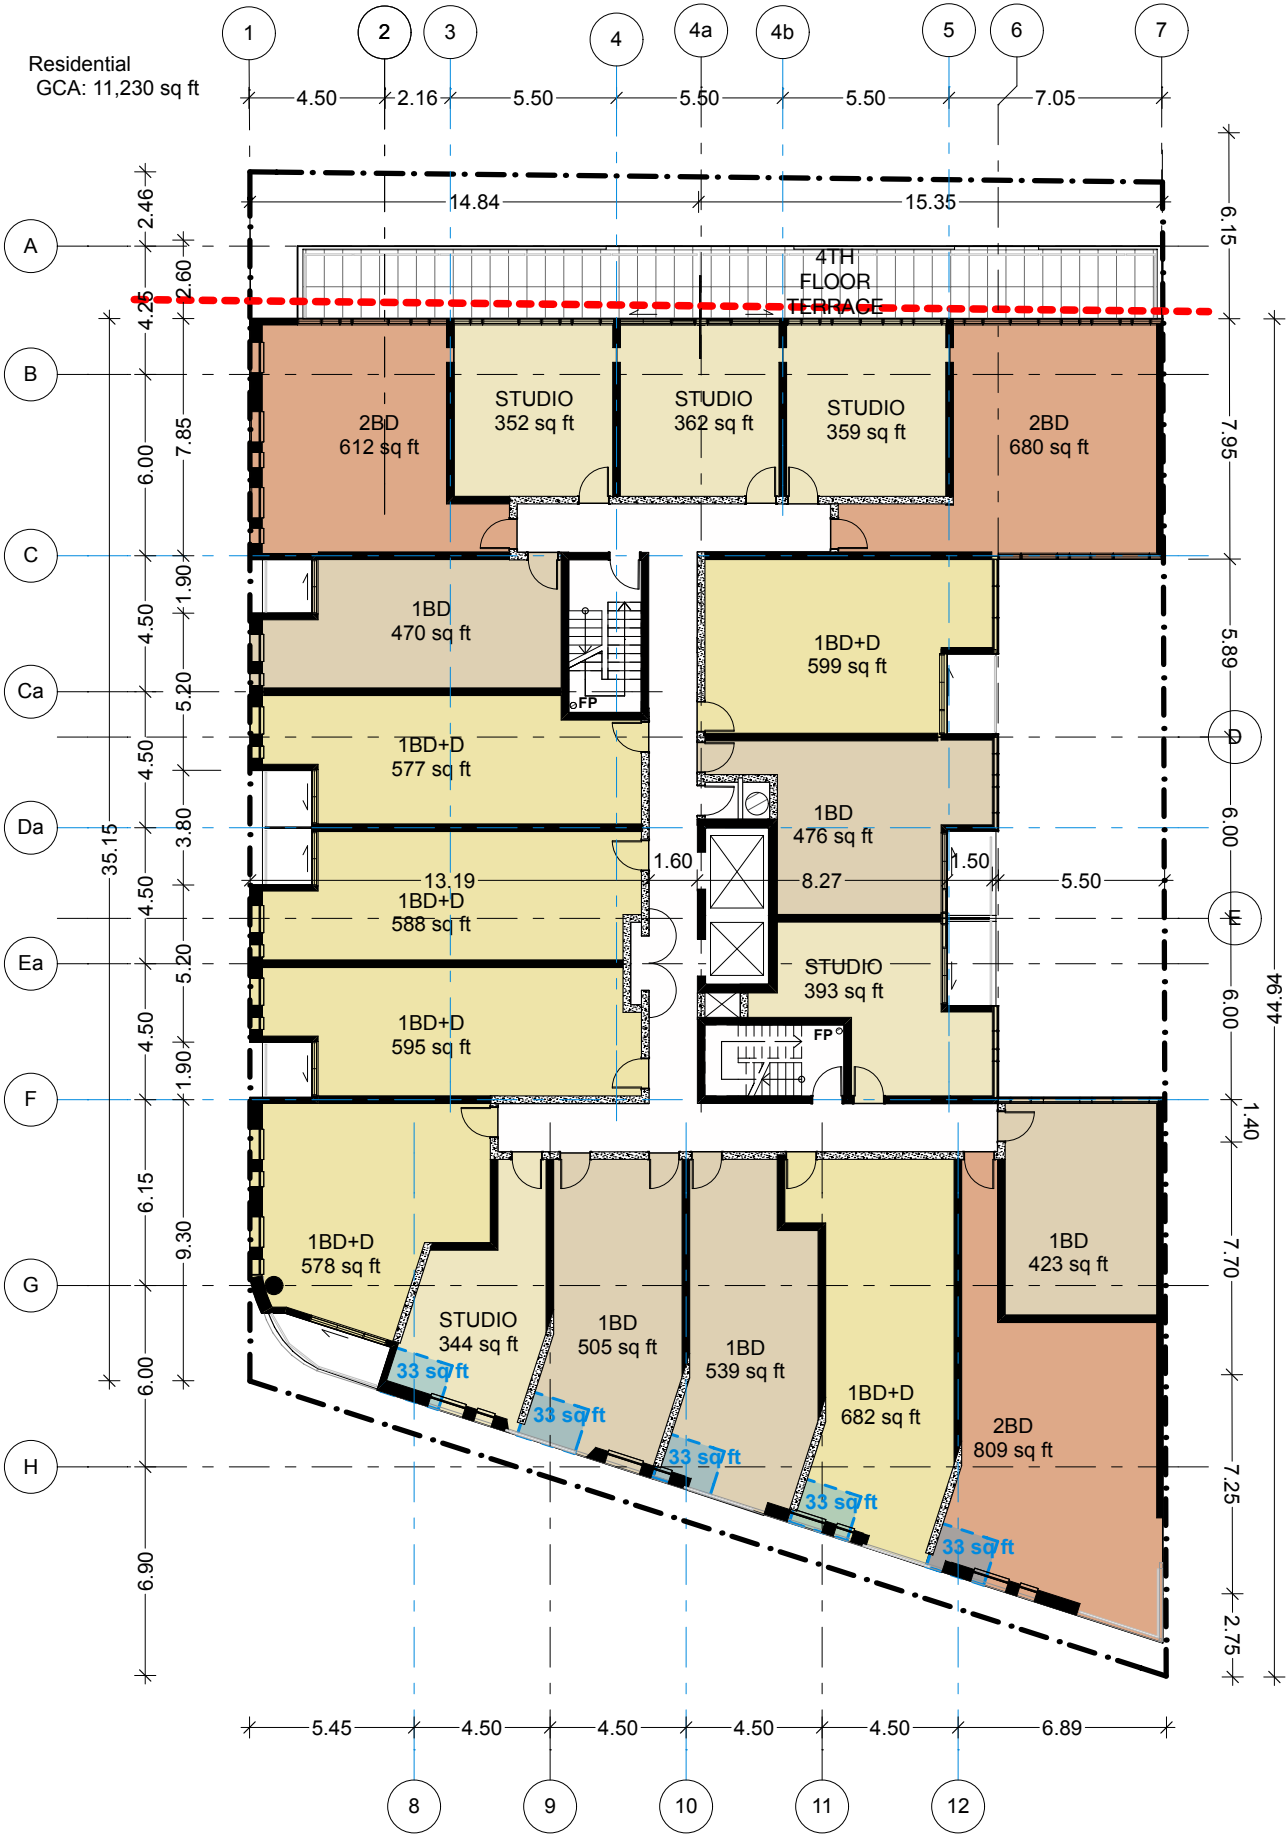 1
2
3
4
4a
4b
5
6
7
Residential
GCA: 11,230 sq ft
4.50
2.16
5.50
5.50
5.50
7.05
14.84
15.35
2.46
6.15
A
4TH
FLOOR
TERRACE
2.60
4.25
B
2BD
612 sq ft
STUDIO
352 sq ft
STUDIO
362 sq ft
STUDIO
359 sq ft
2BD
680 sq ft
6.00
7.85
7.95
C
1.90
4.50
1BD
470 sq ft
1BD+D
599 sq ft
5.89
Ca
5.20
FP
D
4.50
1BD+D
577 sq ft
1BD
476 sq ft
Da
3.80
35.15
6.00
13.19
1.60
8.27
1.50
5.50
4.50
1BD+D
588 sq ft
E
Ea
5.20
STUDIO
393 sq ft
6.00
44.94
4.50
1BD+D
595 sq ft
FP
1.90
F
1.40
6.15
9.30
1BD+D
578 sq ft
1BD
423 sq ft
7.70
G
STUDIO
344 sq ft
1BD
505 sq ft
1BD
539 sq ft
6.00
33 sq ft
33 sq ft
33 sq ft
33 sq ft
33 sq ft
1BD+D
682 sq ft
2BD
809 sq ft
H
7.25
6.90
2.75
5.45
4.50
4.50
4.50
4.50
6.89
8
9
10
11
12